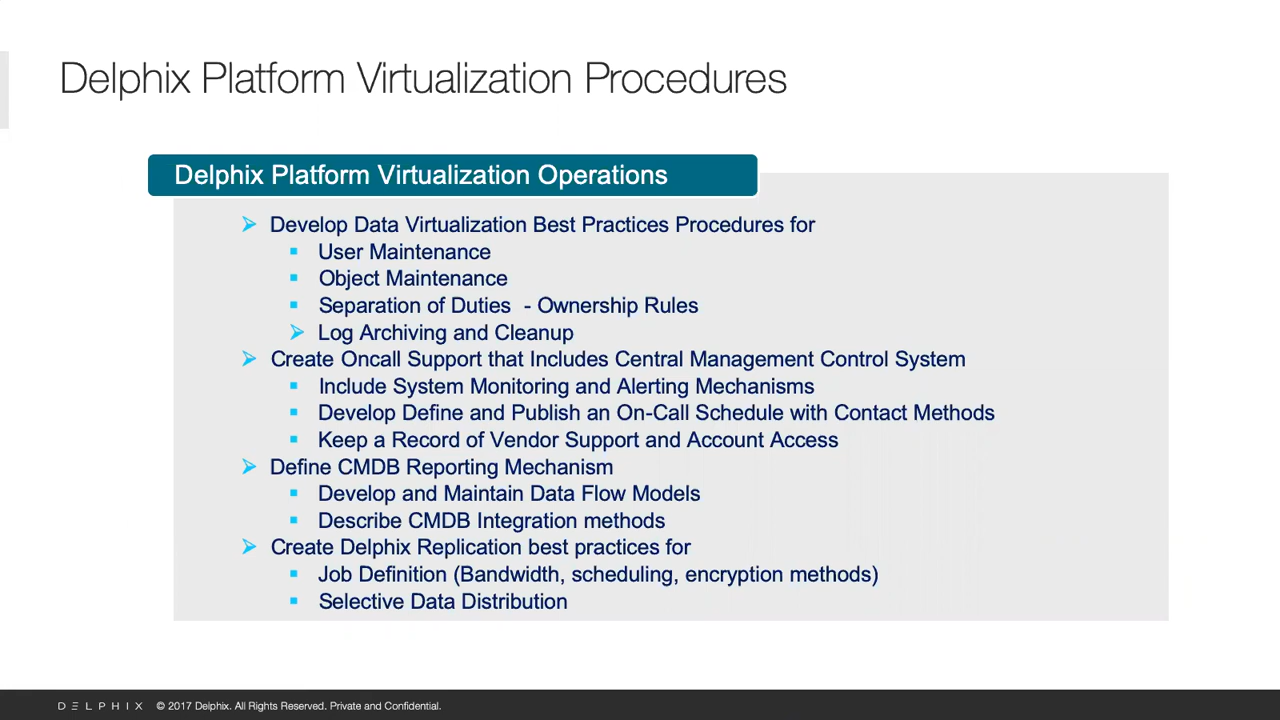 Delphix Platform Virtualization Procedures
Delphix Platform Virtualization Operations
Develop Data Virtualization Best Practices Procedures for
User Maintenance
Object Maintenance
Separation of Duties - Ownership Rules
Log Archiving and Cleanup
Create Oncall Support that Includes Central Management Control System
Include System Monitoring and Alerting Mechanisms
Develop Define and Publish an On-Call Schedule with Contact Methods
Keep a Record of Vendor Support and Account Access
Define CMDB Reporting Mechanism
Develop and Maintain Data Flow Models
Describe CMDB Integration methods
Create Delphix Replication best practices for
Job Definition (Bandwidth, scheduling, encryption methods)
Selective Data Distribution
DELPHIX © 2017 Delphix. All Rights Reserved. Private and Confidential.